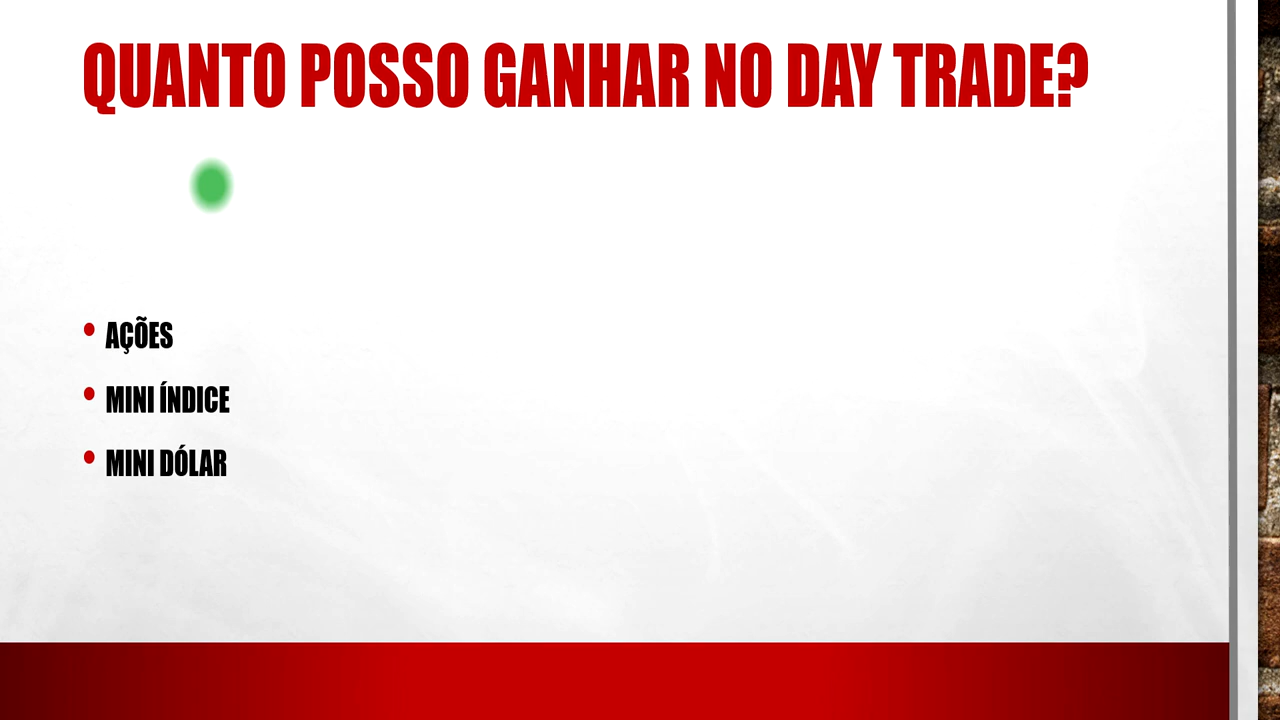 QUANTO POSSO GANHAR NO DAY TRADE?
• AÇÕES
• MINI ÍNDICE
• MINI DÓLAR